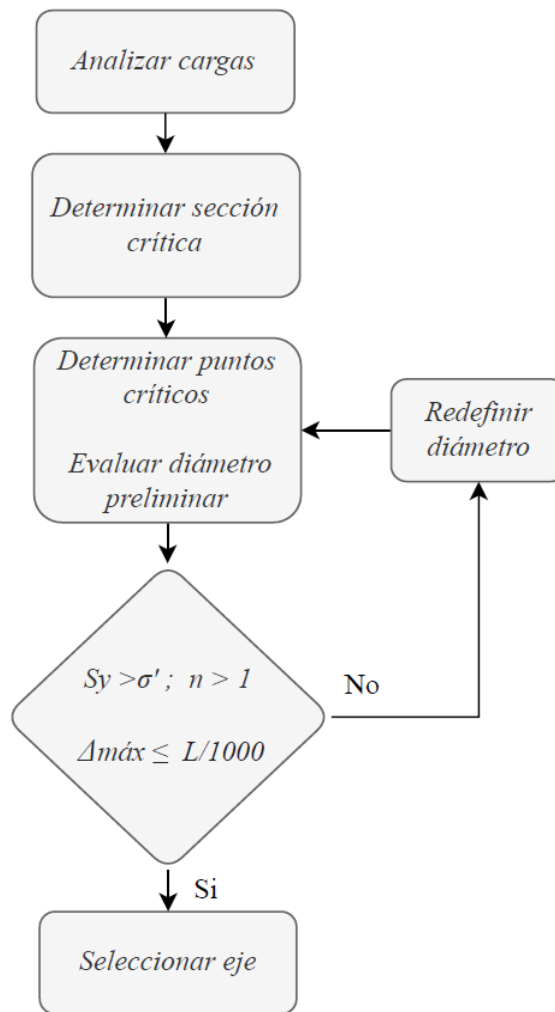 Analizar cargas
Determinar sección
crítica
Determinar puntos
críticos
Evaluar diámetro
preliminar
Redefinir
diámetro
Sy >σ' ;  n > 1
Δmáx ≤  L/1000
No
Si
Seleccionar eje